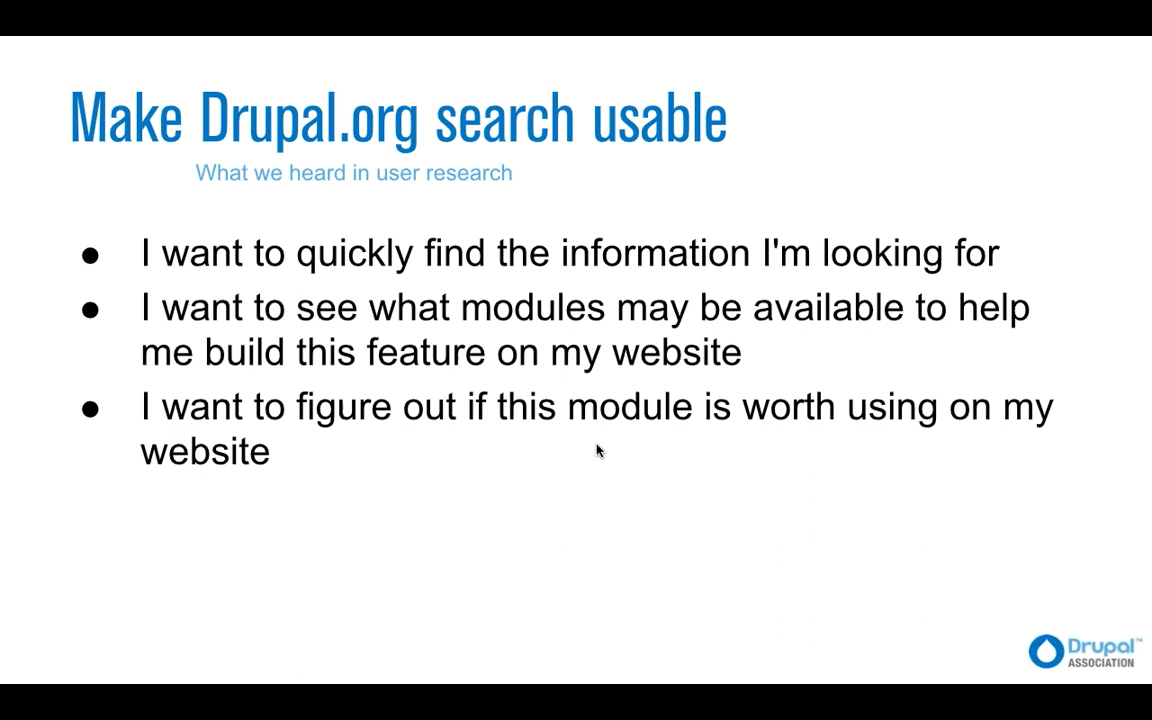 Make Drupal.org search usable
What we heard in user research
● I want to quickly find the information I'm looking for
● I want to see what modules may be available to help
me build this feature on my website
● I want to figure out if this module is worth using on my
website
Drupal™
ASSOCIATION